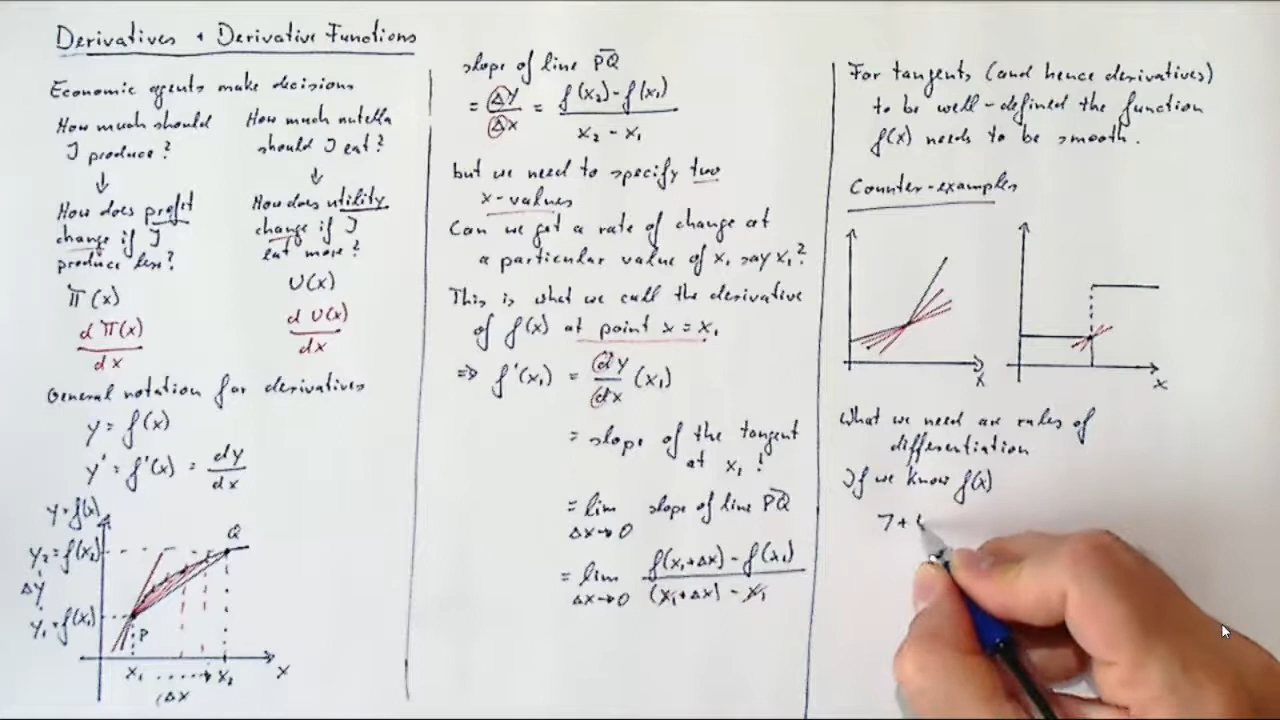 Derivatives + Derivative Functions
Economic agents make decisions
How much should
I produce?
How much nutella
should I eat?
↓
↓
How does profit
change if I
produce less?
How does utility
change if I
eat more?
π(x)
U(x)
d π(x)
dx
d U(x)
dx
General notation for derivatives
y = f(x)
y' = f'(x) = dy
dx
y=f(x)
y₂=f(x₂)
Δy
y₁=f(x₁)
Q
P
x₁ x₂ x
Δx
slope of line PQ
= Δy = f(x₂) - f(x₁)
Δx x₂ - x₁
but we need to specify two
x-values
Can we get a rate of change at
a particular value of x, say x₁?
This is what we call the derivative
of f(x) at point x = x₁
⇒ f'(x₁) = dy (x₁)
dx
= slope of the tangent
at x₁!
= lim slope of line PQ
Δx→0
= lim f(x₁+Δx) - f(x₁)
Δx→0 (x₁+Δx) - x₁
For tangents (and hence derivatives)
to be well-defined the function
f(x) needs to be smooth.
Counter-examples
x
x
What we need are rules of
differentiation
If we know f(x)
7+